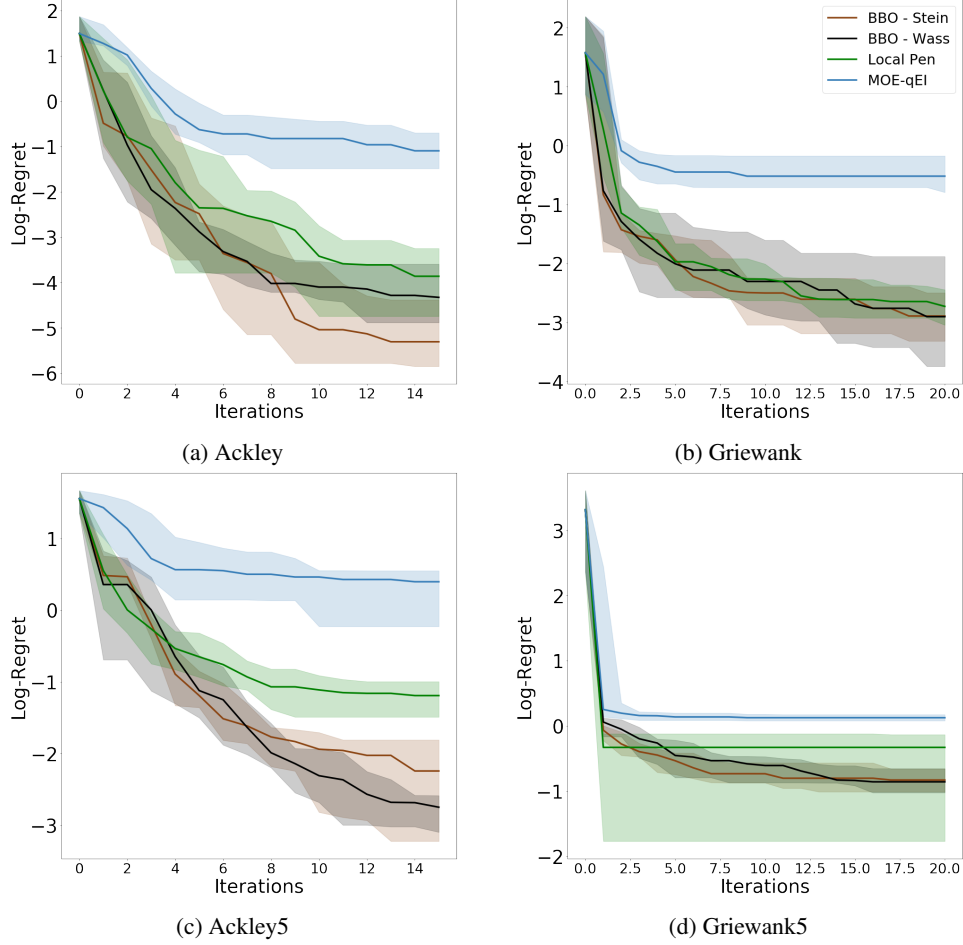 2
1
0
−1
−2
−3
−4
−5
−6
Log-Regret
0 2 4 6 8 10 12 14
Iterations
(a) Ackley
BBO - Stein
BBO - Wass
Local Pen
MOE-qEI
2
1
0
−1
−2
−3
−4
Log-Regret
0.0 2.5 5.0 7.5 10.0 12.5 15.0 17.5 20.0
Iterations
(b) Griewank
1
0
−1
−2
−3
Log-Regret
0 2 4 6 8 10 12 14
Iterations
(c) Ackley5
3
2
1
0
−1
−2
Log-Regret
0.0 2.5 5.0 7.5 10.0 12.5 15.0 17.5 20.0
Iterations
(d) Griewank5